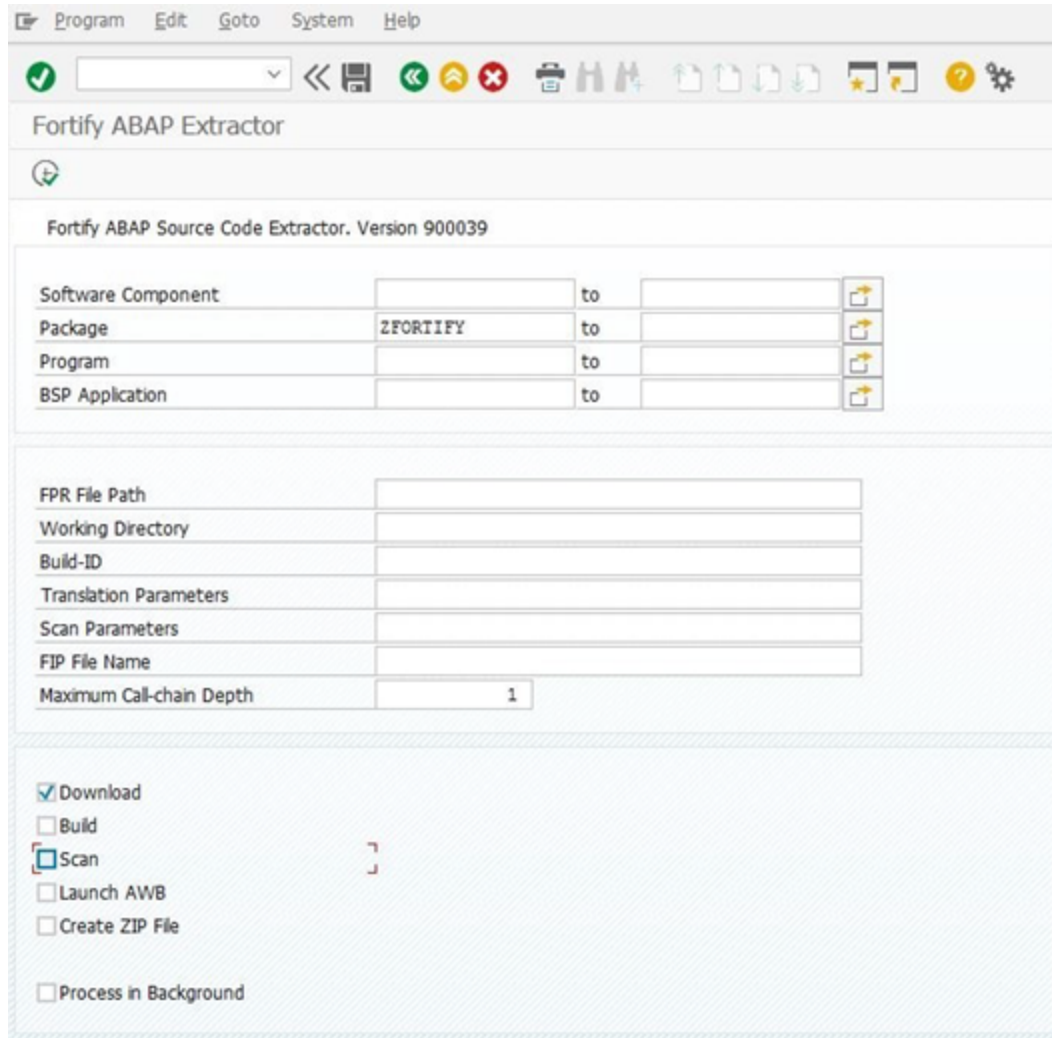 Program Edit Goto System Help
Fortify ABAP Extractor
Fortify ABAP Source Code Extractor. Version 900039
Software Component to
Package ZFORTIFY to
Program to
BSP Application to
FPR File Path
Working Directory
Build-ID
Translation Parameters
Scan Parameters
FIP File Name
Maximum Call-chain Depth 1
Download
Build
Scan
Launch AWB
Create ZIP File
Process in Background